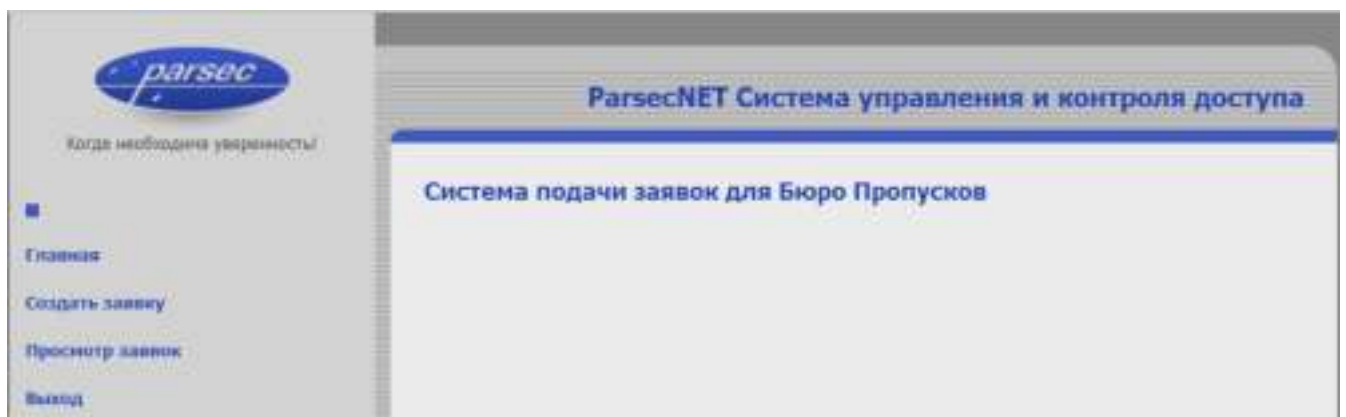 parsec
Когда необходима уверенность!
ParsecNET Система управления и контроля доступа
Система подачи заявок для Бюро Пропусков
Главная
Создать заявку
Просмотр заявок
Выход